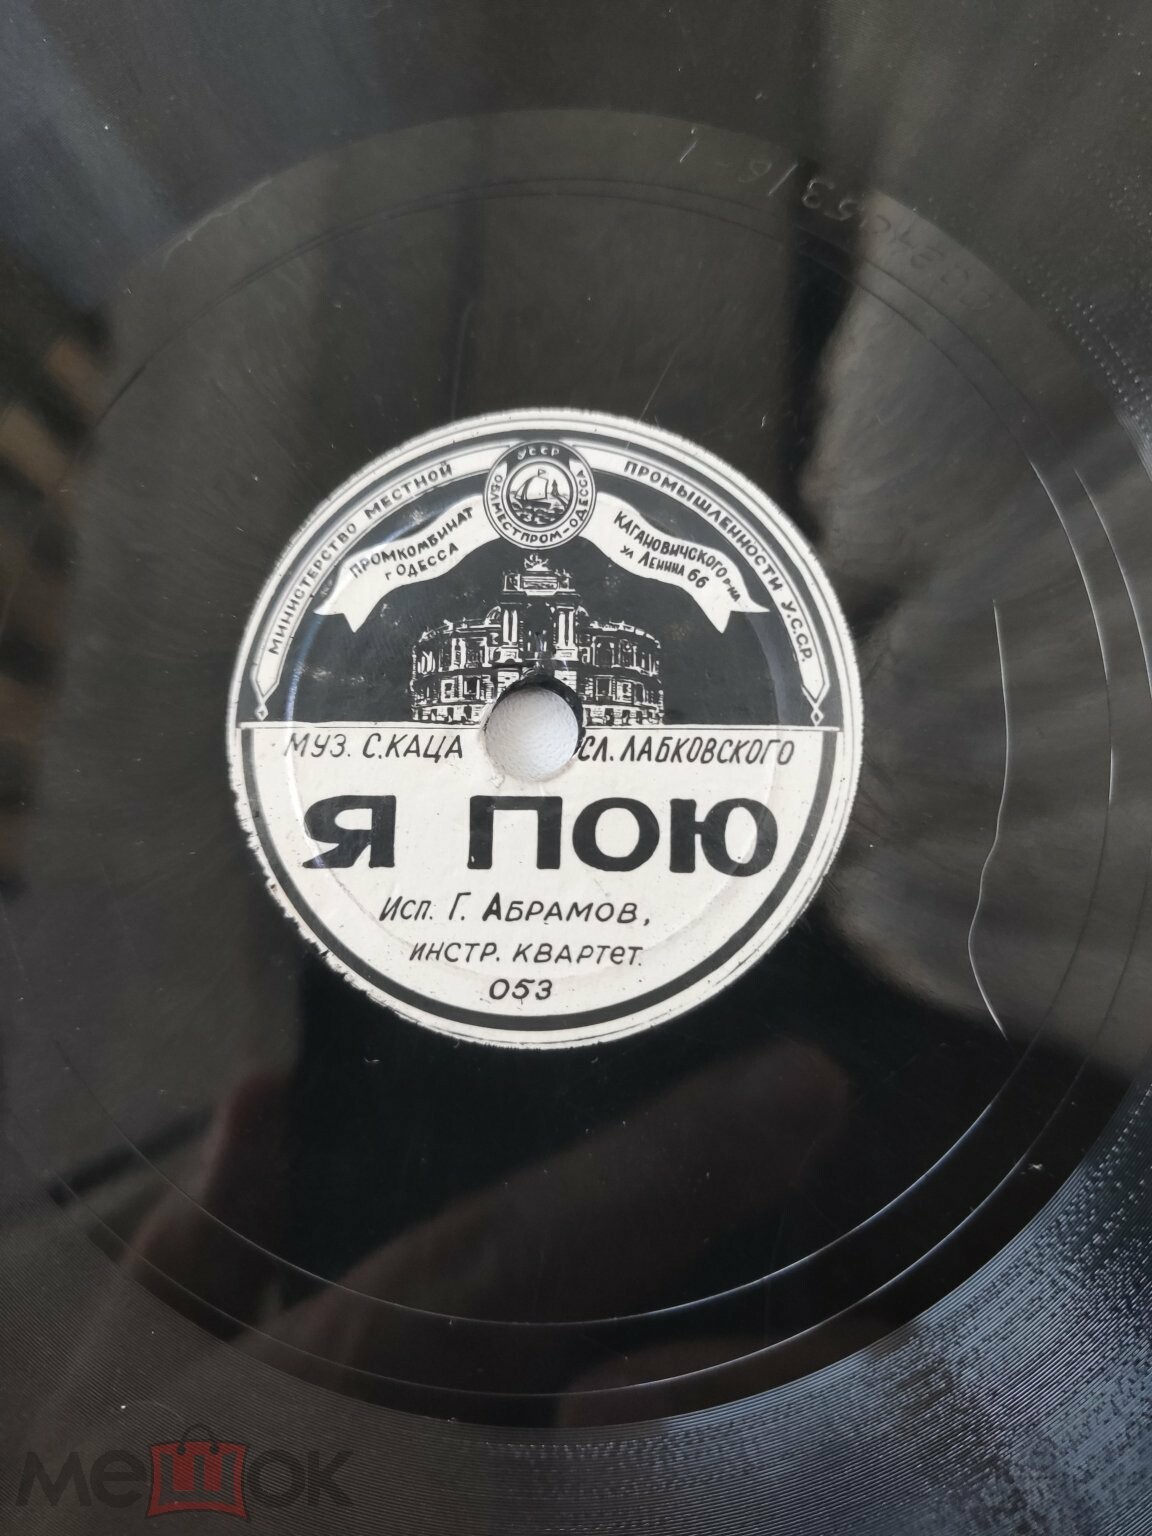 УССР
ОБЛМЕСТПРОМ-ОДЕССА
МИНИСТЕРСТВО МЕСТНОЙ ПРОМЫШЛЕННОСТИ У.С.С.Р.
ПРОМКОМБИНАТ
г ОДЕССА
КАГАНОВИЧСКОГО Р-НА
УЛ ЛЕНИНА 66
МУЗ. С.КАЦА СЛ. ЛАБКОВСКОГО
Я ПОЮ
Исп. Г. АБРАМОВ,
ИНСТР. КВАРТЕТ.
053
мешок